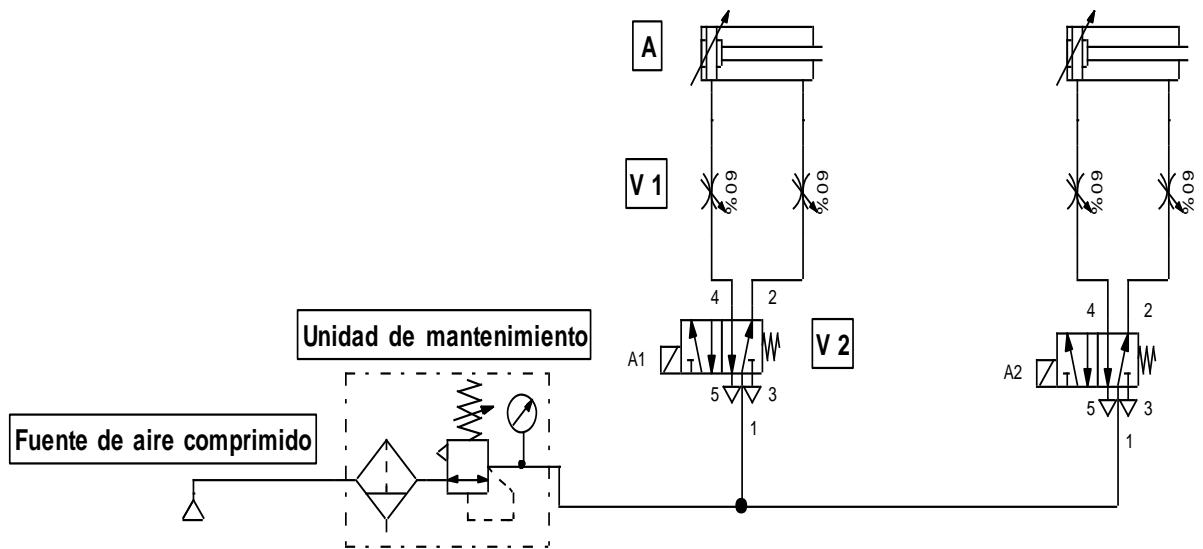 A
V 1
60%
60%
60%
60%
4
2
4
2
Unidad de mantenimiento
V 2
A1
A2
5
3
5
3
1
1
Fuente de aire comprimido